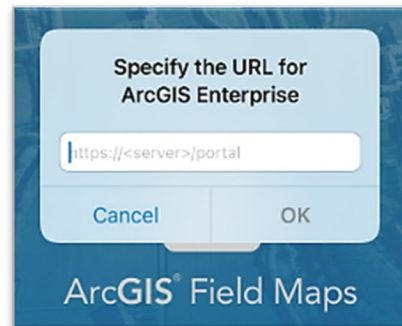 Specify the URL for
ArcGIS Enterprise
https://<server>/portal
Cancel
OK
ArcGIS® Field Maps